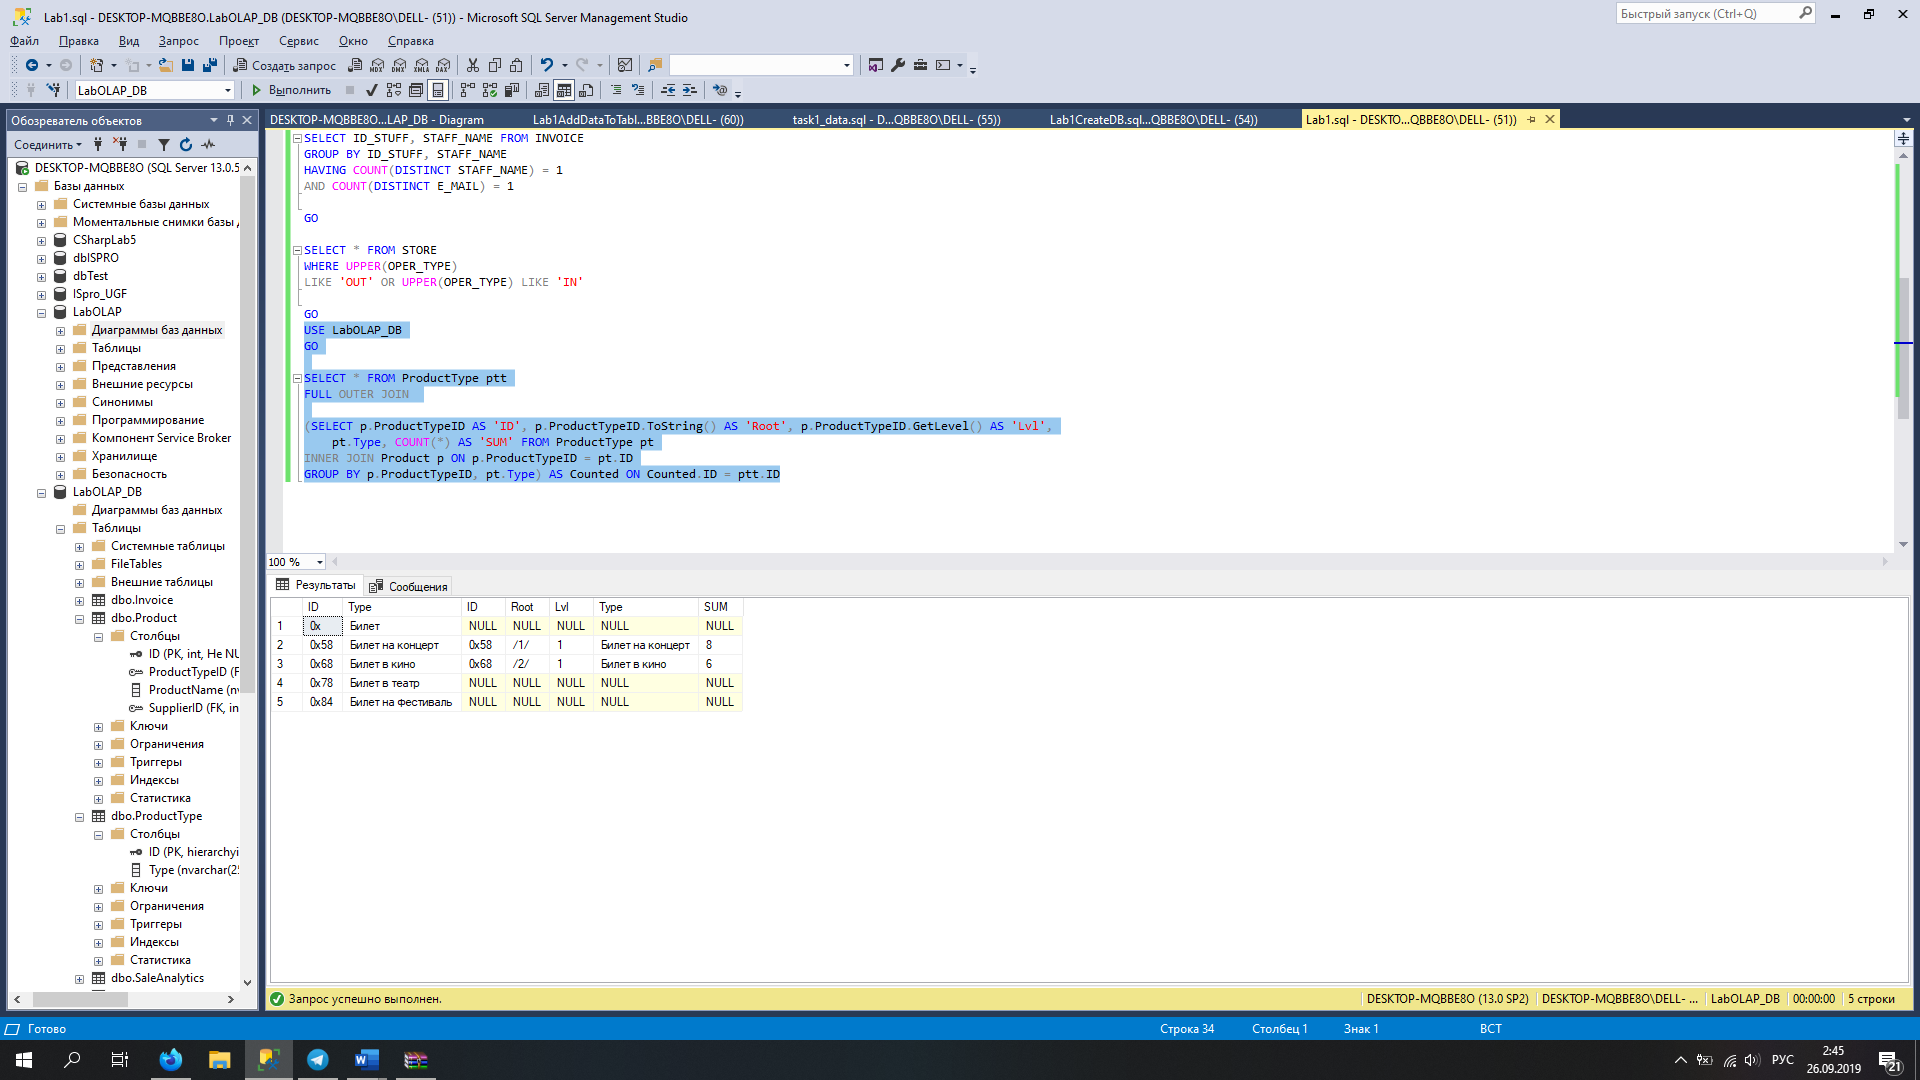 Lab1.sql - DESKTOP-MQBBE8O.LabOLAP_DB (DESKTOP-MQBBE8O\DELL- (51)) - Microsoft SQL Server Management Studio
Быстрый запуск (Ctrl+Q)
Файл Правка Вид Запрос Проект Сервис Окно Справка
Создать запрос
LabOLAP_DB Выполнить
Обозреватель объектов
Соединить
DESKTOP-MQBBE8O (SQL Server 13.0.5
Базы данных
Системные базы данных
Моментальные снимки базы
CSharpLab5
dbISPRO
dbTest
ISpro_UGF
LabOLAP
Диаграммы баз данных
Таблицы
Представления
Внешние ресурсы
Синонимы
Программирование
Компонент Service Broker
Хранилище
Безопасность
LabOLAP_DB
Диаграммы баз данных
Таблицы
Системные таблицы
FileTables
Внешние таблицы
dbo.Invoice
dbo.Product
Столбцы
ID (PK, int, Не NU
ProductTypeID (F
ProductName (nv
SupplierID (FK, in
Ключи
Ограничения
Триггеры
Индексы
Статистика
dbo.ProductType
Столбцы
ID (PK, hierarchyi
Type (nvarchar(25
Ключи
Ограничения
Триггеры
Индексы
Статистика
dbo.SaleAnalytics
DESKTOP-MQBBE8O...LAP_DB - Diagram Lab1AddDataToTabl...BBE8O\DELL- (60)) task1_data.sql - D...QBBE8O\DELL- (55)) Lab1CreateDB.sql...QBBE8O\DELL- (54)) Lab1.sql - DESKTO...QBBE8O\DELL- (51))
SELECT ID_STUFF, STAFF_NAME FROM INVOICE
GROUP BY ID_STUFF, STAFF_NAME
HAVING COUNT(DISTINCT STAFF_NAME) = 1
AND COUNT(DISTINCT E_MAIL) = 1
GO
SELECT * FROM STORE
WHERE UPPER(OPER_TYPE)
LIKE 'OUT' OR UPPER(OPER_TYPE) LIKE 'IN'
GO
USE LabOLAP_DB
GO
SELECT * FROM ProductType ptt
FULL OUTER JOIN
(SELECT p.ProductTypeID AS 'ID', p.ProductTypeID.ToString() AS 'Root', p.ProductTypeID.GetLevel() AS 'Lvl',
pt.Type, COUNT(*) AS 'SUM' FROM ProductType pt
INNER JOIN Product p ON p.ProductTypeID = pt.ID
GROUP BY p.ProductTypeID, pt.Type) AS Counted ON Counted.ID = ptt.ID
100 %
Результаты Сообщения
ID Type ID Root Lvl Type SUM
1 0x Билет NULL NULL NULL NULL NULL
2 0x58 Билет на концерт 0x58 /1/ 1 Билет на концерт 8
3 0x68 Билет в кино 0x68 /2/ 1 Билет в кино 6
4 0x78 Билет в театр NULL NULL NULL NULL NULL
5 0x84 Билет на фестиваль NULL NULL NULL NULL NULL
Запрос успешно выполнен. DESKTOP-MQBBE8O (13.0 SP2) DESKTOP-MQBBE8O\DELL- ... LabOLAP_DB 00:00:00 5 строки
Готово Строка 34 Столбец 1 Знак 1 ВСТ
РУС 2:45
26.09.2019 21